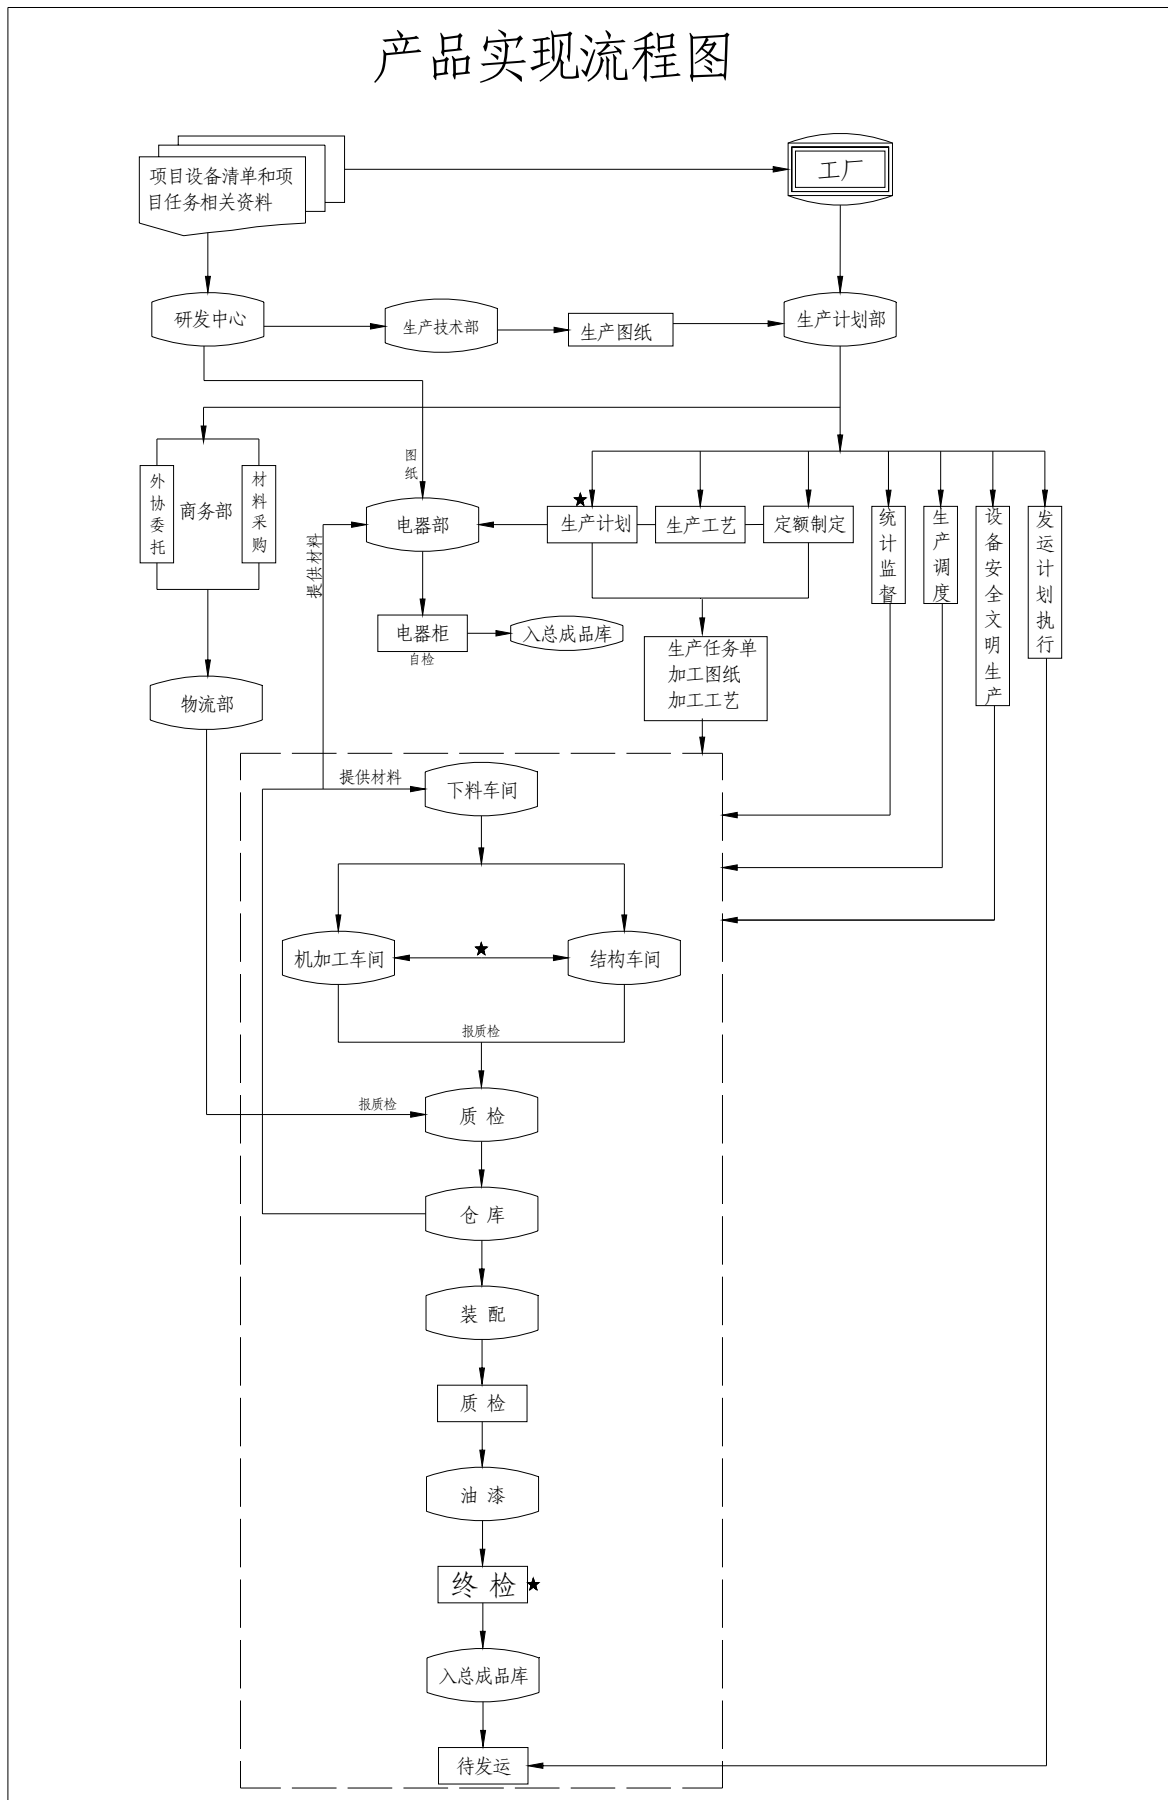 产品实现流程图
项目设备清单和项
目任务相关资料
工厂
研发中心
生产技术部
生产图纸
生产计划部
图
纸
外协委托
商务部
材料采购
提供材料
电器部
生产计划
生产工艺
定额制定
统计监督
生产调度
设备安全文明生产
发运计划执行
电器柜
自检
入总成品库
生产任务单
加工图纸
加工工艺
物流部
提供材料
下料车间
机加工车间
结构车间
报质检
报质检
质检
仓库
装配
质检
油漆
终检
入总成品库
待发运